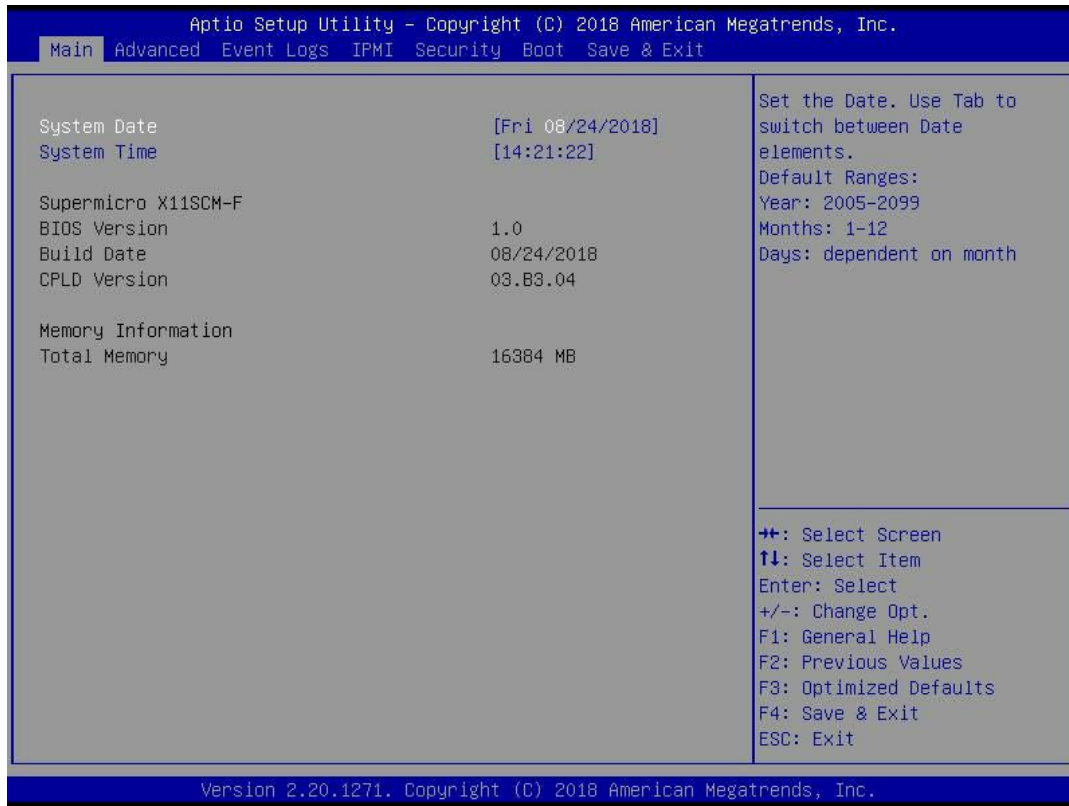 Aptio Setup Utility – Copyright (C) 2018 American Megatrends, Inc.
Main Advanced Event Logs IPMI Security Boot Save & Exit
System Date [Fri 08/24/2018]
System Time [14:21:22]
Supermicro X11SCM-F
BIOS Version 1.0
Build Date 08/24/2018
CPLD Version 03.B3.04
Memory Information
Total Memory 16384 MB
Set the Date. Use Tab to
switch between Date
elements.
Default Ranges:
Year: 2005-2099
Months: 1-12
Days: dependent on month
→←: Select Screen
↑↓: Select Item
Enter: Select
+/-: Change Opt.
F1: General Help
F2: Previous Values
F3: Optimized Defaults
F4: Save & Exit
ESC: Exit
Version 2.20.1271. Copyright (C) 2018 American Megatrends, Inc.